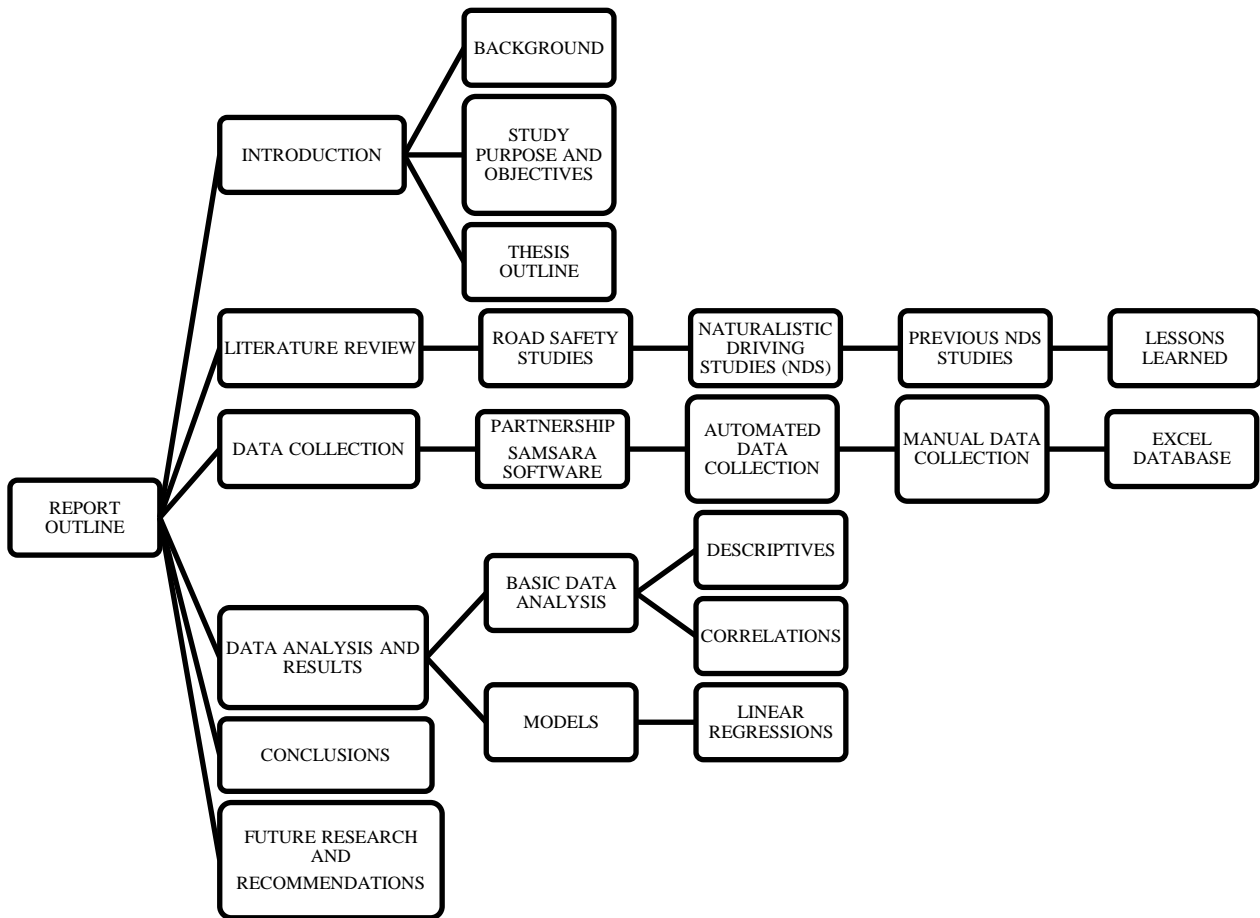 REPORT
OUTLINE
INTRODUCTION
BACKGROUND
STUDY
PURPOSE AND
OBJECTIVES
THESIS
OUTLINE
LITERATURE REVIEW
ROAD SAFETY
STUDIES
NATURALISTIC
DRIVING
STUDIES (NDS)
PREVIOUS NDS
STUDIES
LESSONS
LEARNED
DATA COLLECTION
PARTNERSHIP
SAMSARA
SOFTWARE
AUTOMATED
DATA
COLLECTION
MANUAL DATA
COLLECTION
EXCEL
DATABASE
DATA ANALYSIS AND
RESULTS
BASIC DATA
ANALYSIS
DESCRIPTIVES
CORRELATIONS
MODELS
LINEAR
REGRESSIONS
CONCLUSIONS
FUTURE RESEARCH
AND
RECOMMENDATIONS